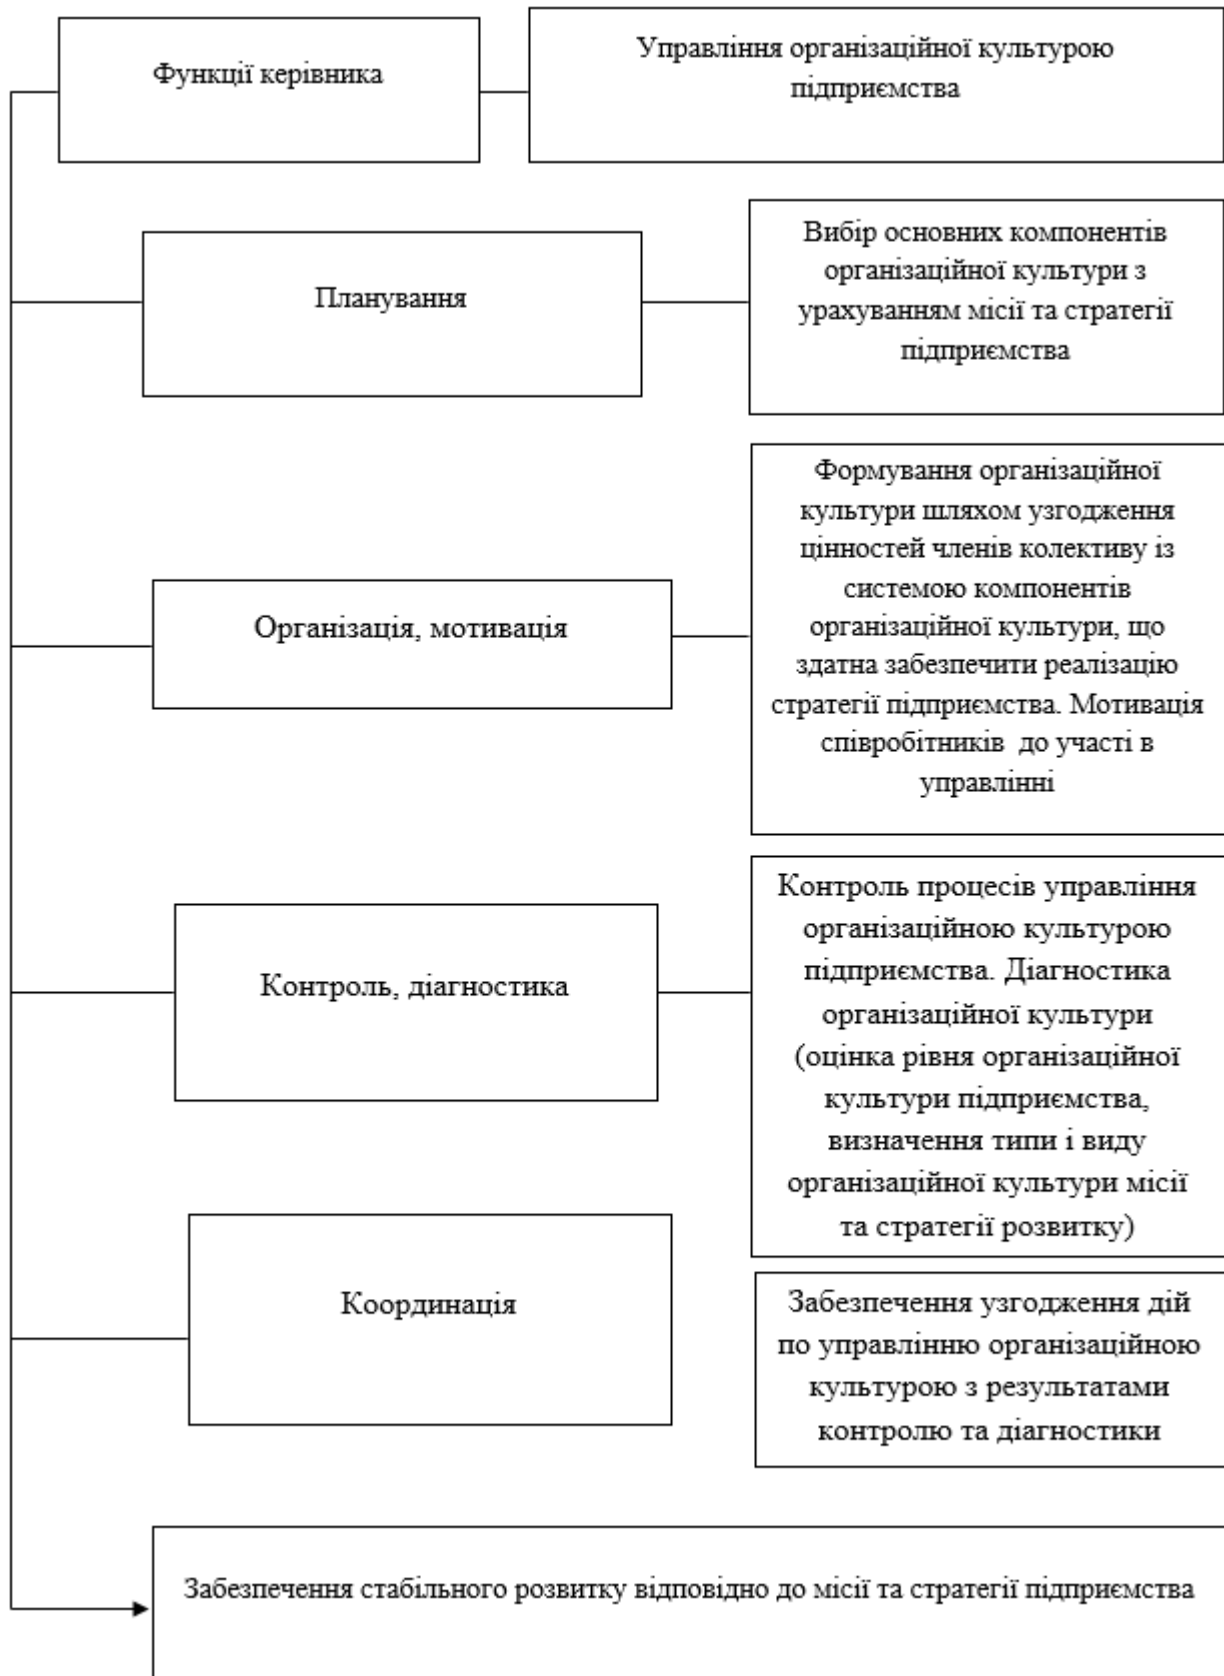 Функції керівника
Управління організаційної культурою
підприємства
Планування
Вибір основних компонентів
організаційної культури з
урахуванням місії та стратегії
підприємства
Організація, мотивація
Формування організаційної
культури шляхом узгодження
цінностей членів колективу із
системою компонентів
організаційної культури, що
здатна забезпечити реалізацію
стратегії підприємства. Мотивація
співробітників до участі в
управлінні
Контроль, діагностика
Контроль процесів управління
організаційною культурою
підприємства. Діагностика
організаційної культури
(оцінка рівня організаційної
культури підприємства,
визначення типи і виду
організаційної культури місії
та стратегії розвитку)
Координація
Забезпечення узгодження дій
по управлінню організаційною
культурою з результатами
контролю та діагностики
Забезпечення стабільного розвитку відповідно до місії та стратегії підприємства